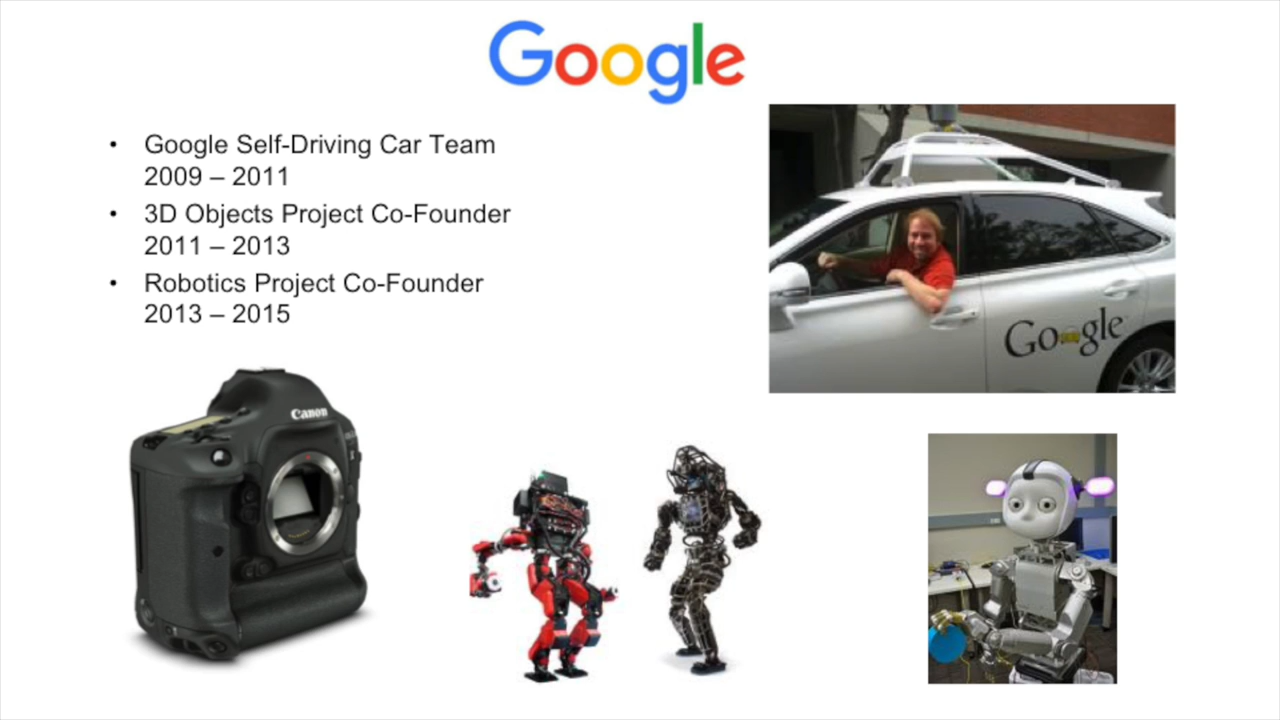 Google
• Google Self-Driving Car Team
2009 – 2011
• 3D Objects Project Co-Founder
2011 – 2013
• Robotics Project Co-Founder
2013 – 2015
Google
Canon